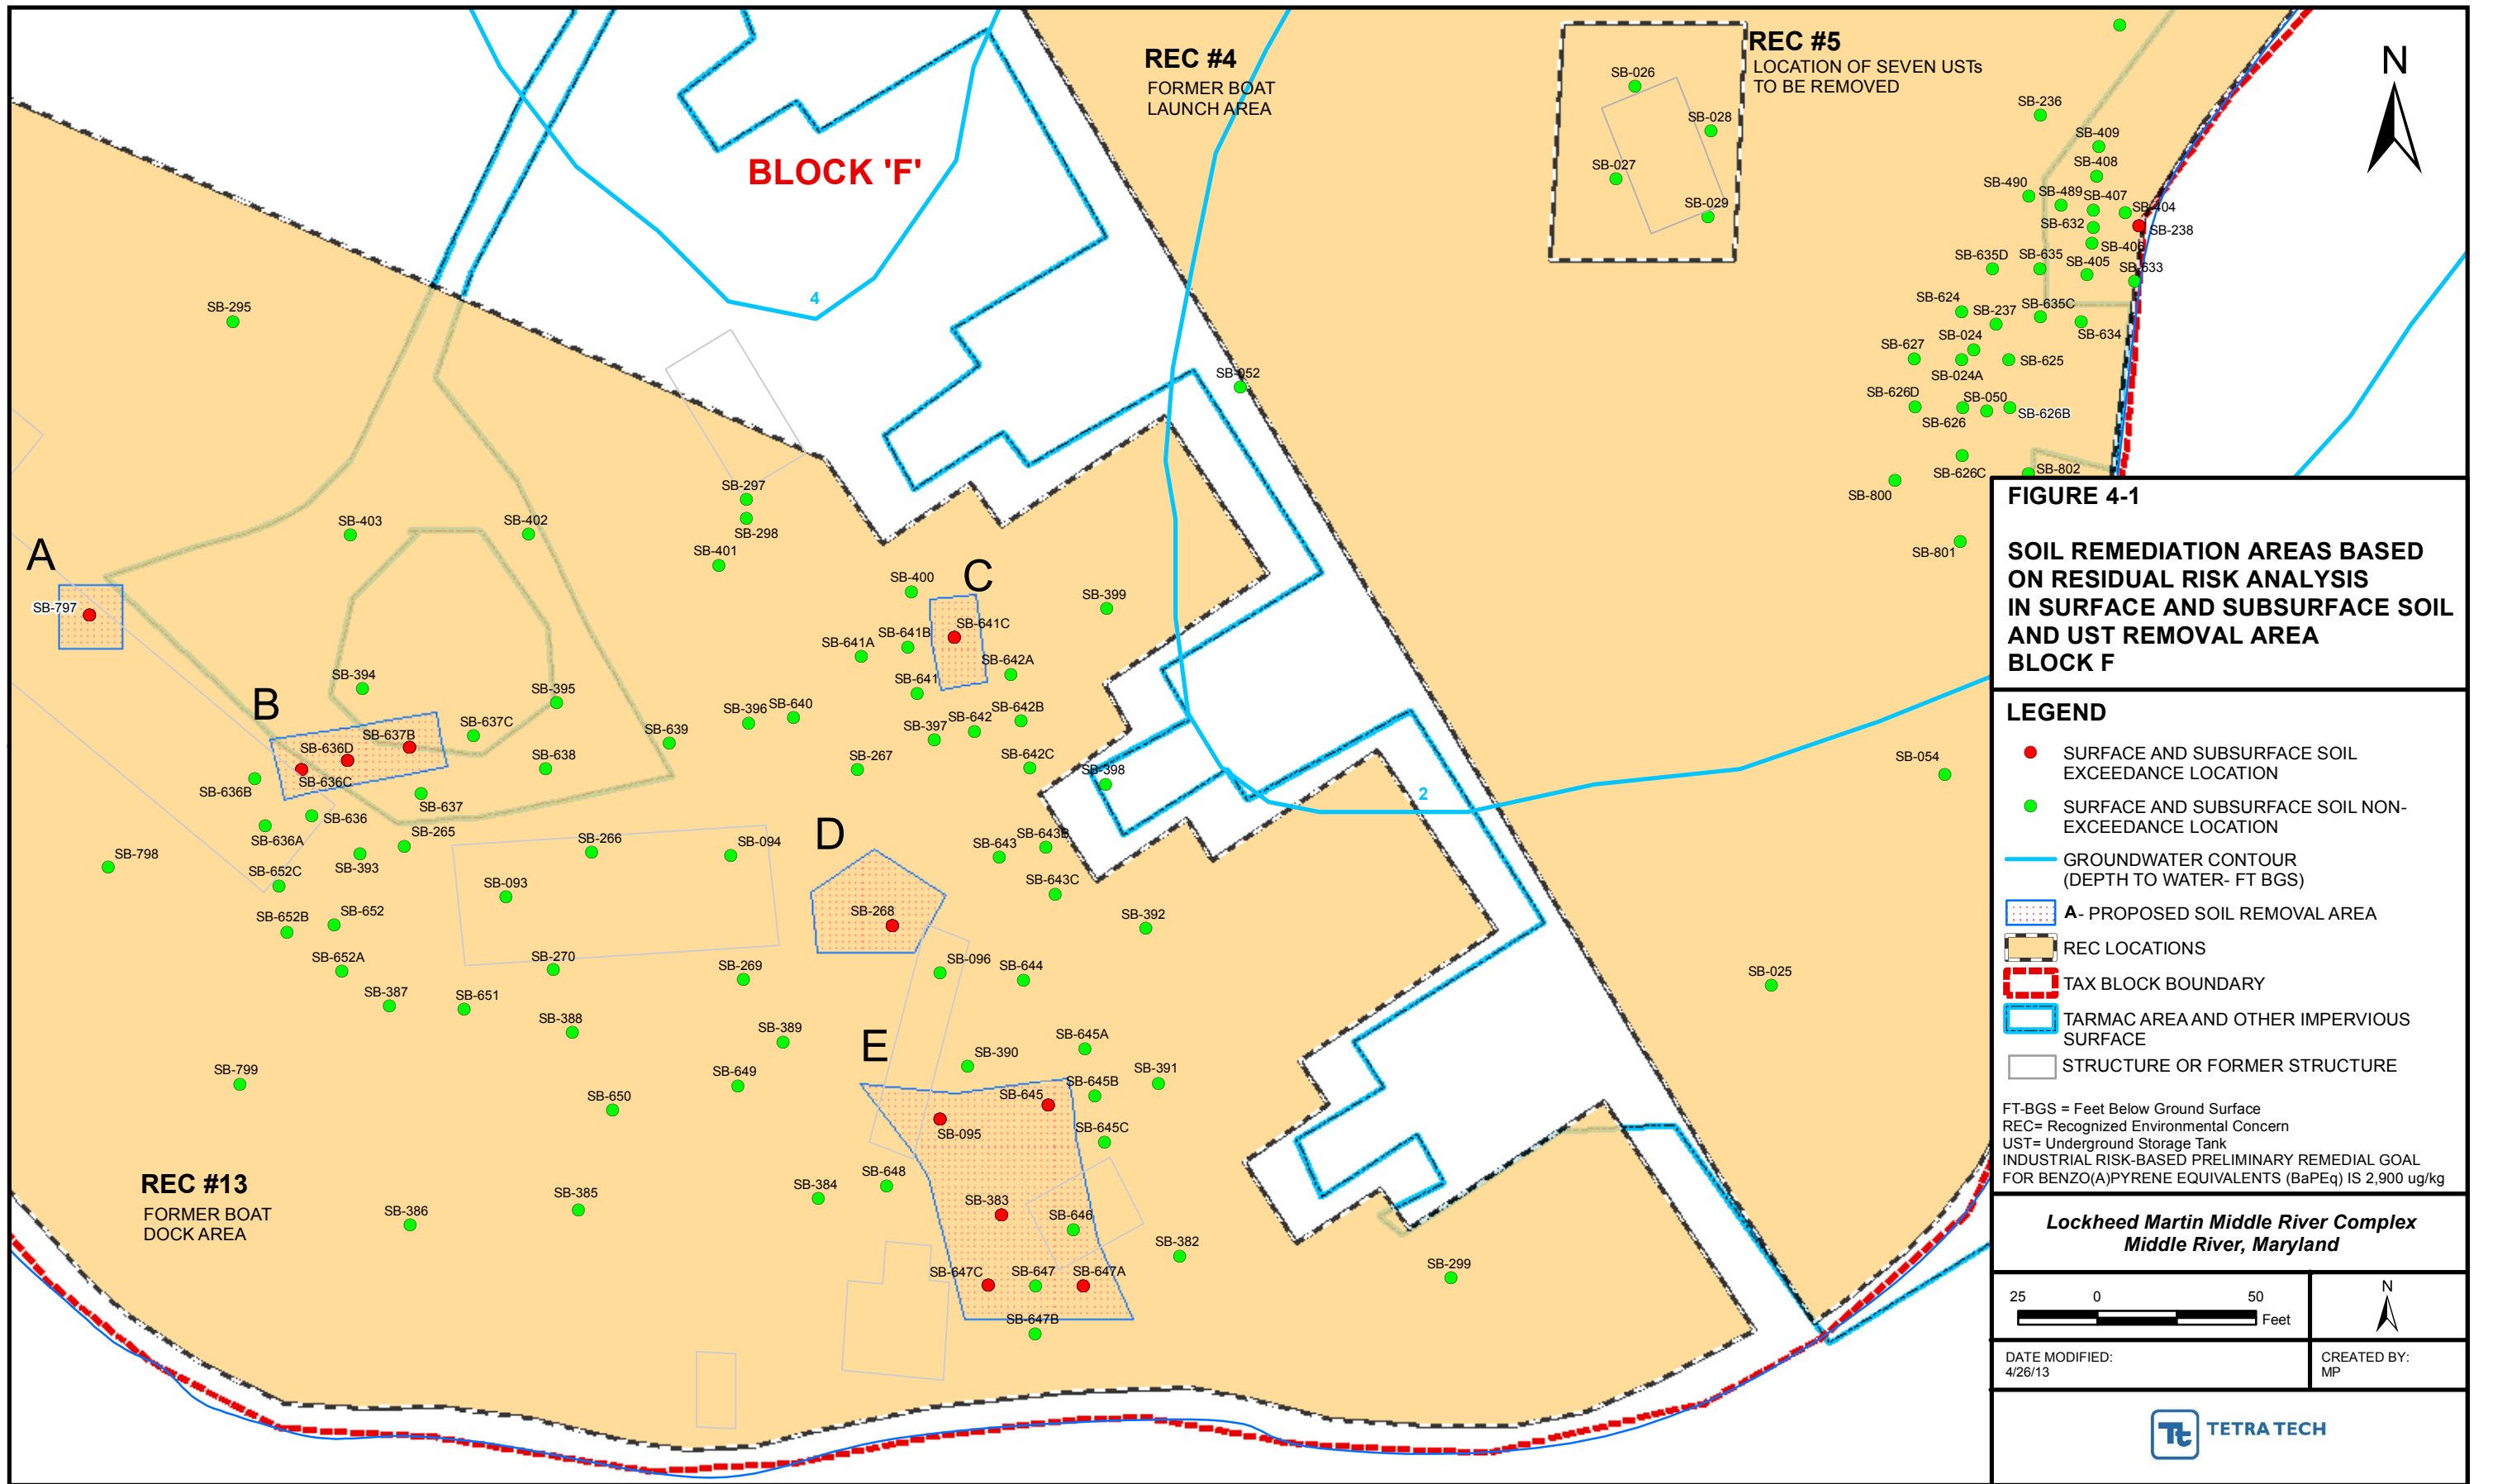 REC #4
FORMER BOAT
LAUNCH AREA
REC #5
LOCATION OF SEVEN USTs
TO BE REMOVED
N
BLOCK 'F'
SB-026
SB-028
SB-027
SB-029
SB-236
SB-409
SB-408
SB-490
SB-489
SB-407
SB-404
SB-632
SB-238
SB-406
SB-635D
SB-635
SB-405
SB-633
SB-624
SB-237
SB-635C
SB-634
SB-024
SB-627
SB-625
SB-024A
SB-626D
SB-050
SB-626B
SB-626
SB-626C
SB-802
SB-800
SB-801
4
SB-295
SB-052
SB-297
SB-298
SB-403
SB-402
SB-401
A
SB-797
SB-400
C
SB-399
SB-641C
SB-641B
SB-641A
SB-642A
SB-641
SB-394
SB-395
B
SB-637C
SB-637B
SB-636D
SB-636C
SB-636B
SB-638
SB-639
SB-396
SB-640
SB-397
SB-642
SB-642B
SB-642C
SB-267
SB-398
2
SB-054
SB-637
SB-636
SB-636A
SB-265
SB-393
SB-266
SB-094
D
SB-643
SB-643B
SB-643C
SB-798
SB-652C
SB-093
SB-268
SB-652B
SB-652
SB-392
SB-652A
SB-270
SB-269
SB-096
SB-644
SB-025
SB-387
SB-651
SB-388
SB-389
E
SB-390
SB-645A
SB-391
SB-799
SB-649
SB-650
SB-645B
SB-645
SB-095
SB-645C
REC #13
FORMER BOAT
DOCK AREA
SB-386
SB-385
SB-384
SB-648
SB-383
SB-646
SB-382
SB-299
SB-647C
SB-647
SB-647A
SB-647B
FIGURE 4-1
SOIL REMEDIATION AREAS BASED
ON RESIDUAL RISK ANALYSIS
IN SURFACE AND SUBSURFACE SOIL
AND UST REMOVAL AREA
BLOCK F
LEGEND
SURFACE AND SUBSURFACE SOIL
EXCEEDANCE LOCATION
SURFACE AND SUBSURFACE SOIL NON-
EXCEEDANCE LOCATION
GROUNDWATER CONTOUR
(DEPTH TO WATER- FT BGS)
A- PROPOSED SOIL REMOVAL AREA
REC LOCATIONS
TAX BLOCK BOUNDARY
TARMAC AREA AND OTHER IMPERVIOUS
SURFACE
STRUCTURE OR FORMER STRUCTURE
FT-BGS = Feet Below Ground Surface
REC= Recognized Environmental Concern
UST= Underground Storage Tank
INDUSTRIAL RISK-BASED PRELIMINARY REMEDIAL GOAL
FOR BENZO(A)PYRENE EQUIVALENTS (BaPEq) IS 2,900 ug/kg
Lockheed Martin Middle River Complex
Middle River, Maryland
25 0 50
Feet
N
DATE MODIFIED:
4/26/13
CREATED BY:
MP
Tt
TETRA TECH